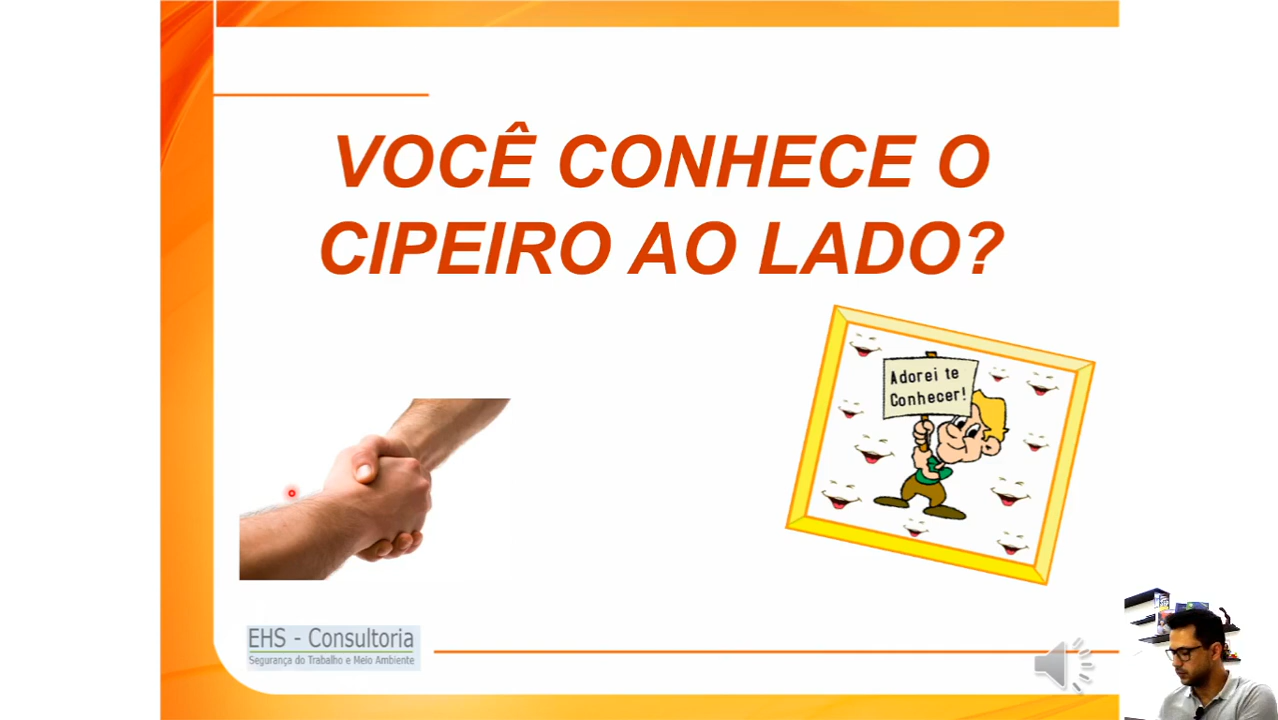 VOCÊ CONHECE O
CIPEIRO AO LADO?
Adorei te
Conhecer!
EHS - Consultoria
Segurança do Trabalho e Meio Ambiente